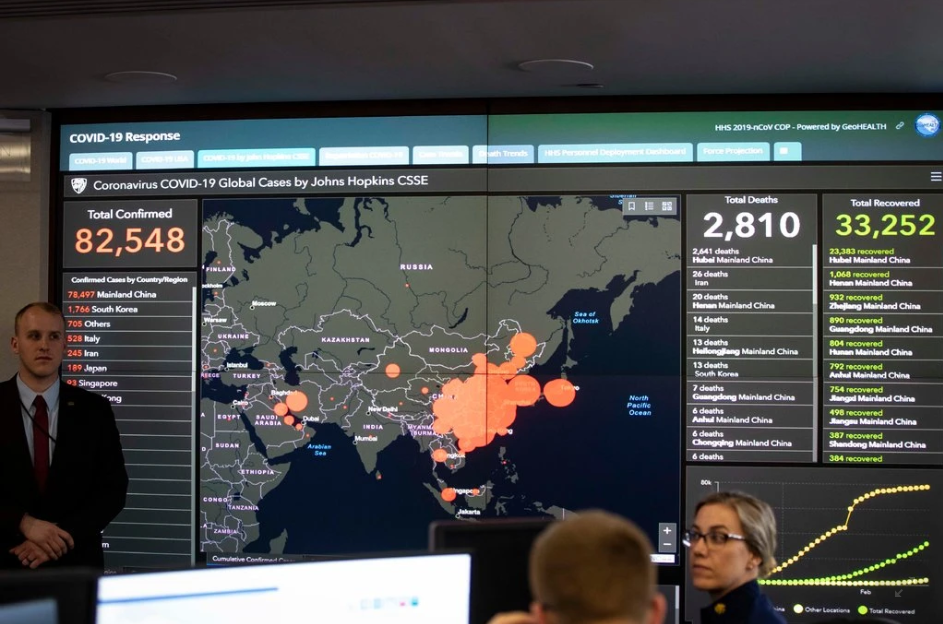 COVID-19 Response
HHS 2019-nCoV COP - Powered by GeoHEALTH
COVID-19 World
COVID-19 USA
COVID-19 by John Hopkins CSSE
Case Trends
Death Trends
HHS Personnel Deployment Dashboard
Force Projection
Coronavirus COVID-19 Global Cases by Johns Hopkins CSSE
Total Confirmed
82,548
Confirmed Cases by Country/Region
78,497 Mainland China
1,766 South Korea
705 Others
528 Italy
245 Iran
189 Japan
93 Singapore
Kong
FINLAND
RUSSIA
Moscow
Warsaw
UKRAINE
KAZAKHSTAN
MONGOLIA
Sea of
Okhotsk
Istanbul
TURKEY
Baghdad
Cairo
EGYPT
SAUDI
ARABIA
Dubai
New Delhi
INDIA
Mumbai
North
Pacific
Ocean
SUDAN
Arabian
Sea
ETHIOPIA
CONGO
TANZANIA
ZAMBIA
Jakarta
Cumulative Confirmed
+
−
Total Deaths
2,810
2,641 deaths
Hubei Mainland China
26 deaths
Iran
20 deaths
Henan Mainland China
14 deaths
Italy
13 deaths
Heilongjiang Mainland China
13 deaths
South Korea
7 deaths
Guangdong Mainland China
6 deaths
Anhui Mainland China
6 deaths
Chongqing Mainland China
6 deaths
Total Recovered
33,252
23,383 recovered
Hubei Mainland China
1,068 recovered
Henan Mainland China
932 recovered
Zhejiang Mainland China
890 recovered
Guangdong Mainland China
804 recovered
Hunan Mainland China
792 recovered
Anhui Mainland China
754 recovered
Jiangxi Mainland China
498 recovered
Jiangsu Mainland China
387 recovered
Shandong Mainland China
384 recovered
80k
Feb
Other Locations
Total Recovered